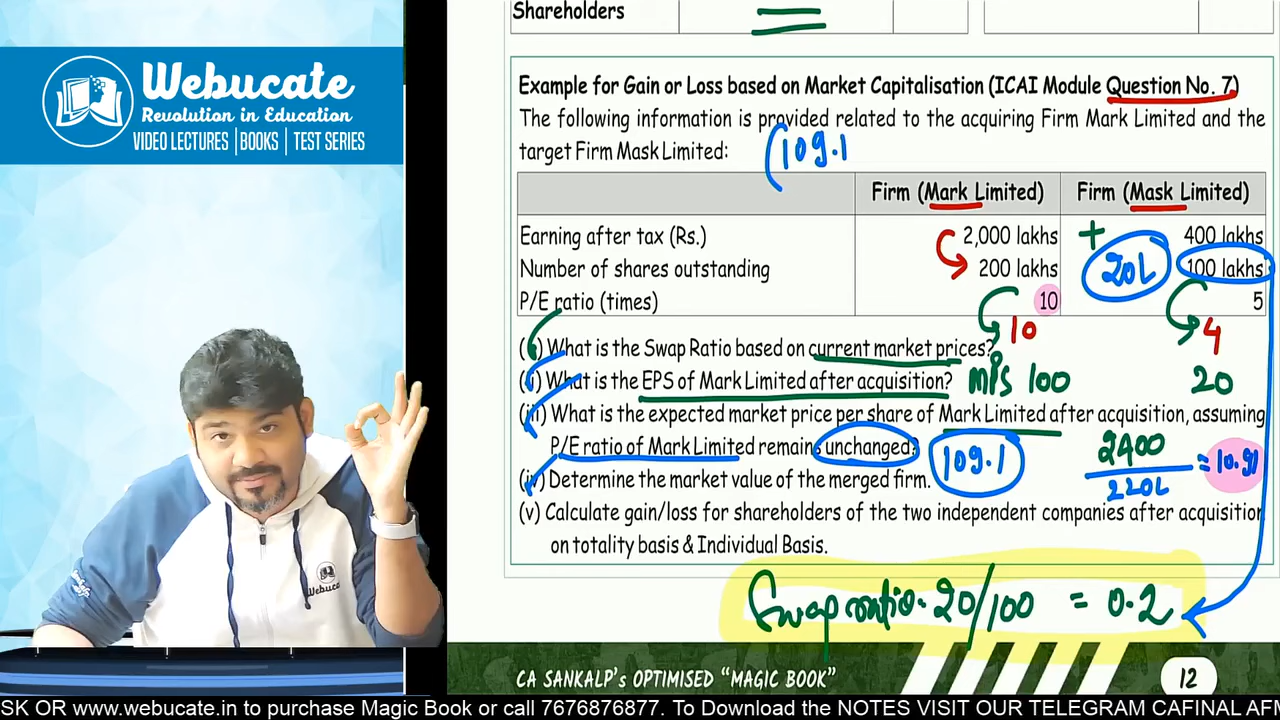 Shareholders
Webucate
Revolution in Education
VIDEO LECTURES | BOOKS | TEST SERIES
Example for Gain or Loss based on Market Capitalisation (ICAI Module Question No. 7)
The following information is provided related to the acquiring Firm Mark Limited and the
target Firm Mask Limited:
(109.1
Firm (Mark Limited) Firm (Mask Limited)
Earning after tax (Rs.) 2,000 lakhs + 400 lakhs
Number of shares outstanding 200 lakhs 20L 100 lakhs
P/E ratio (times) 10 5
10 4
(i) What is the Swap Ratio based on current market prices?
(ii) What is the EPS of Mark Limited after acquisition? MPS 100 20
(iii) What is the expected market price per share of Mark Limited after acquisition, assuming
P/E ratio of Mark Limited remains unchanged? 109.1 2400/220L = 10.91
(iv) Determine the market value of the merged firm.
(v) Calculate gain/loss for shareholders of the two independent companies after acquisition
on totality basis & Individual Basis.
Swap ratio = 20/100 = 0.2
CA SANKALP's OPTIMISED "MAGIC BOOK" 12
SK OR www.webucate.in to purchase Magic Book or call 7676876877. To Download the NOTES VISIT OUR TELEGRAM CAFINAL AFM